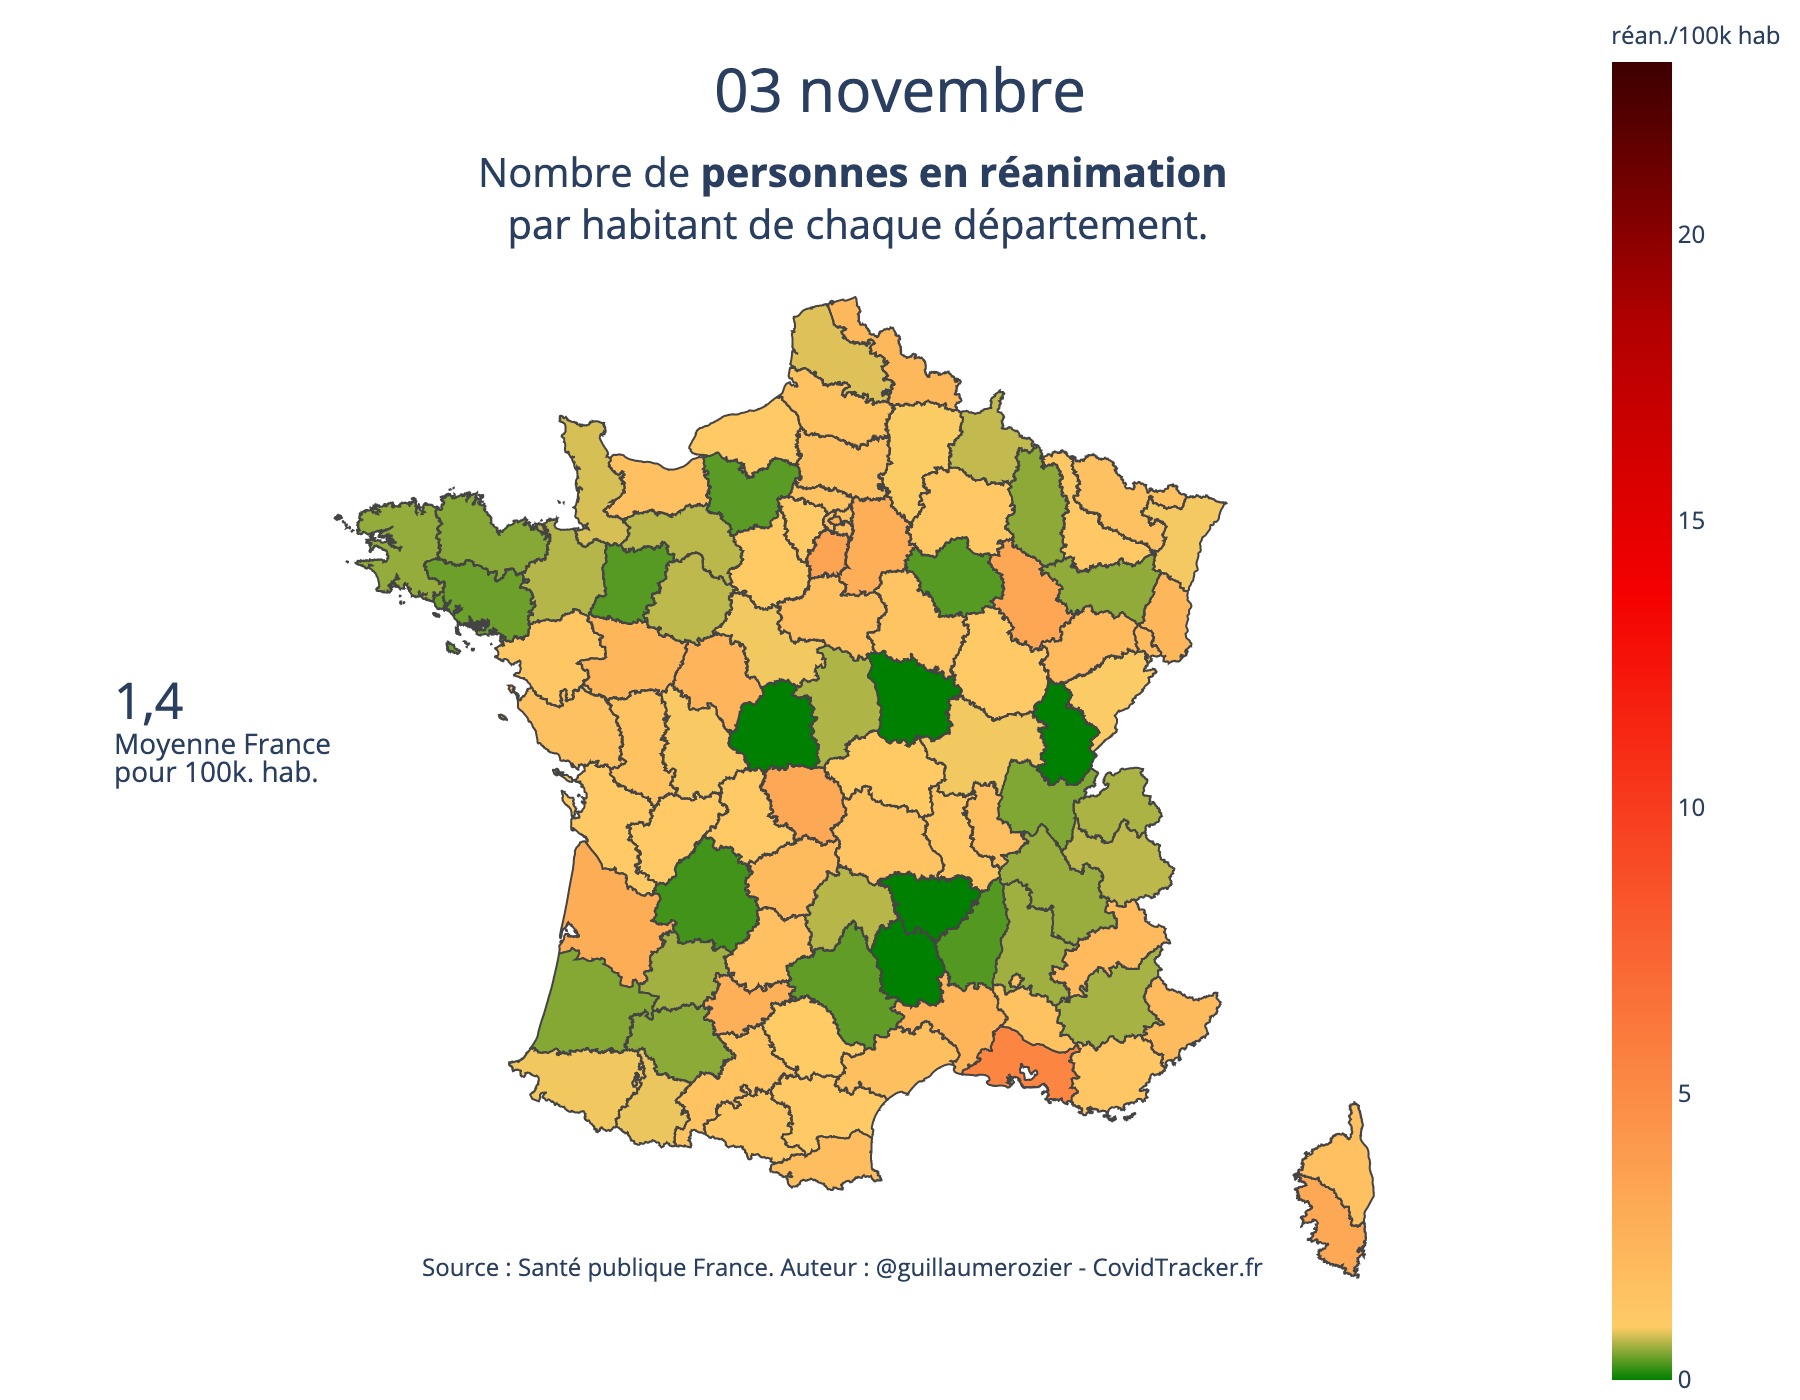 réan./100k hab
03 novembre
Nombre de personnes en réanimation
par habitant de chaque département.
20
15
1,4
Moyenne France
pour 100k. hab.
10
5
Source : Santé publique France. Auteur : @guillaumerozier - CovidTracker.fr
0